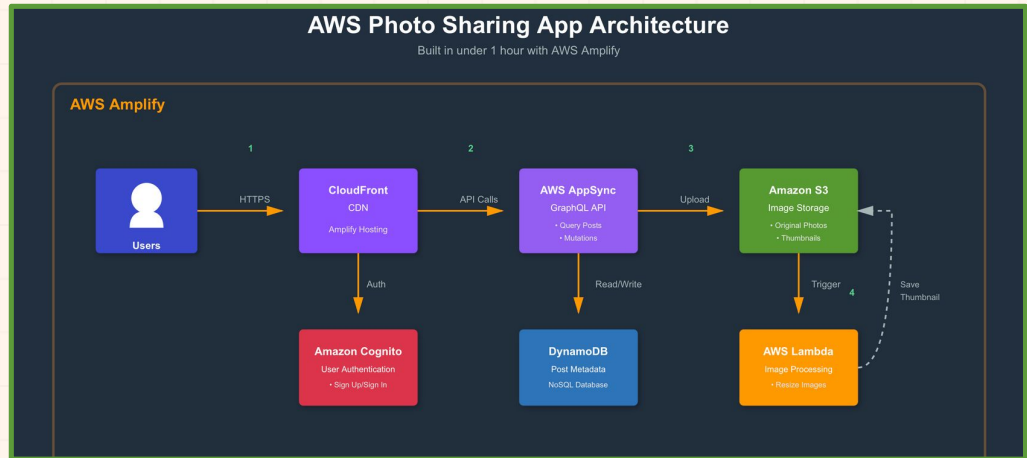 AWS Photo Sharing App Architecture
Built in under 1 hour with AWS Amplify
AWS Amplify
1
2
3
Users
HTTPS
CloudFront
CDN
Amplify Hosting
API Calls
AWS AppSync
GraphQL API
• Query Posts
• Mutations
Upload
Amazon S3
Image Storage
• Original Photos
• Thumbnails
Auth
Read/Write
Trigger
4
Save
Thumbnail
Amazon Cognito
User Authentication
• Sign Up/Sign In
DynamoDB
Post Metadata
NoSQL Database
AWS Lambda
Image Processing
• Resize Images